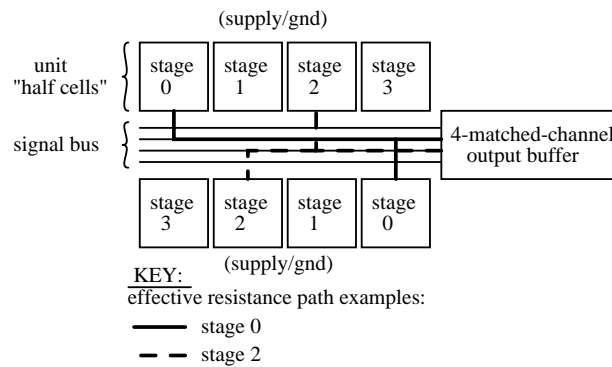 (supply/gnd)
unit
"half cells"
stage
0
stage
1
stage
2
stage
3
signal bus
4-matched-channel
output buffer
stage
3
stage
2
stage
1
stage
0
(supply/gnd)
KEY:
effective resistance path examples:
stage 0
stage 2